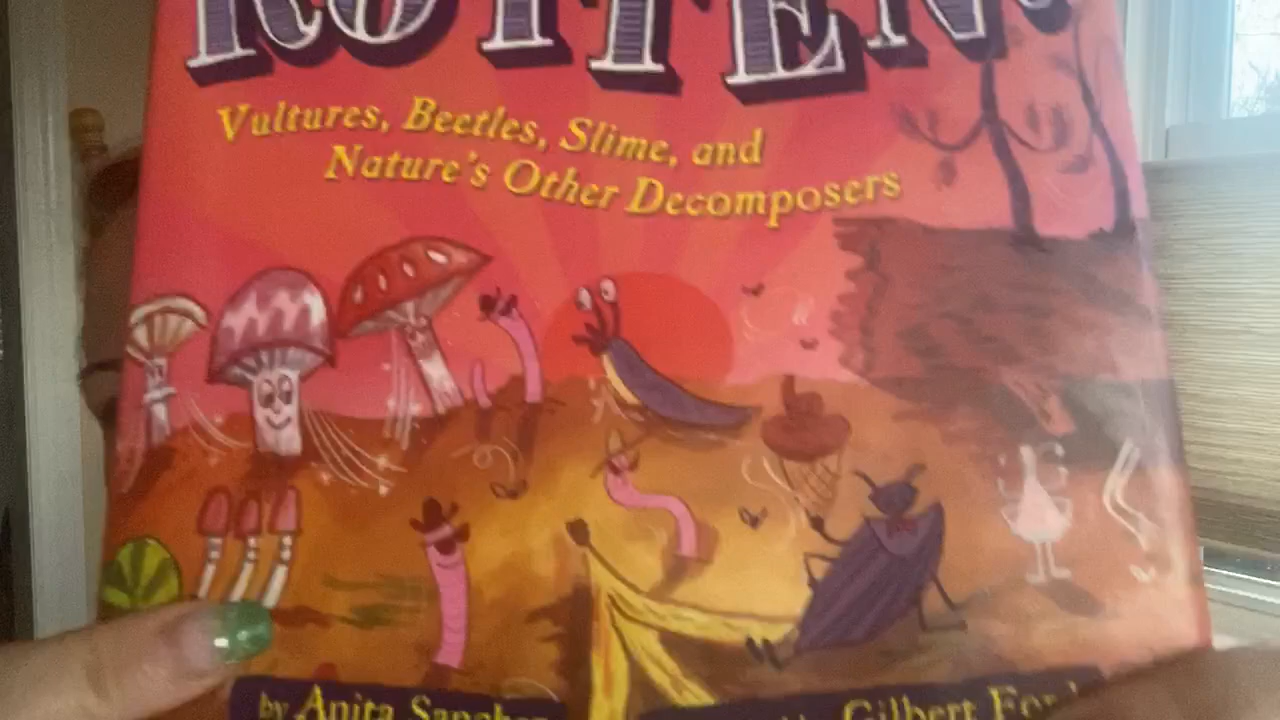 ROTTEN!
Vultures, Beetles, Slime, and
Nature's Other Decomposers
by Anita Sanchez
Gilbert Ford